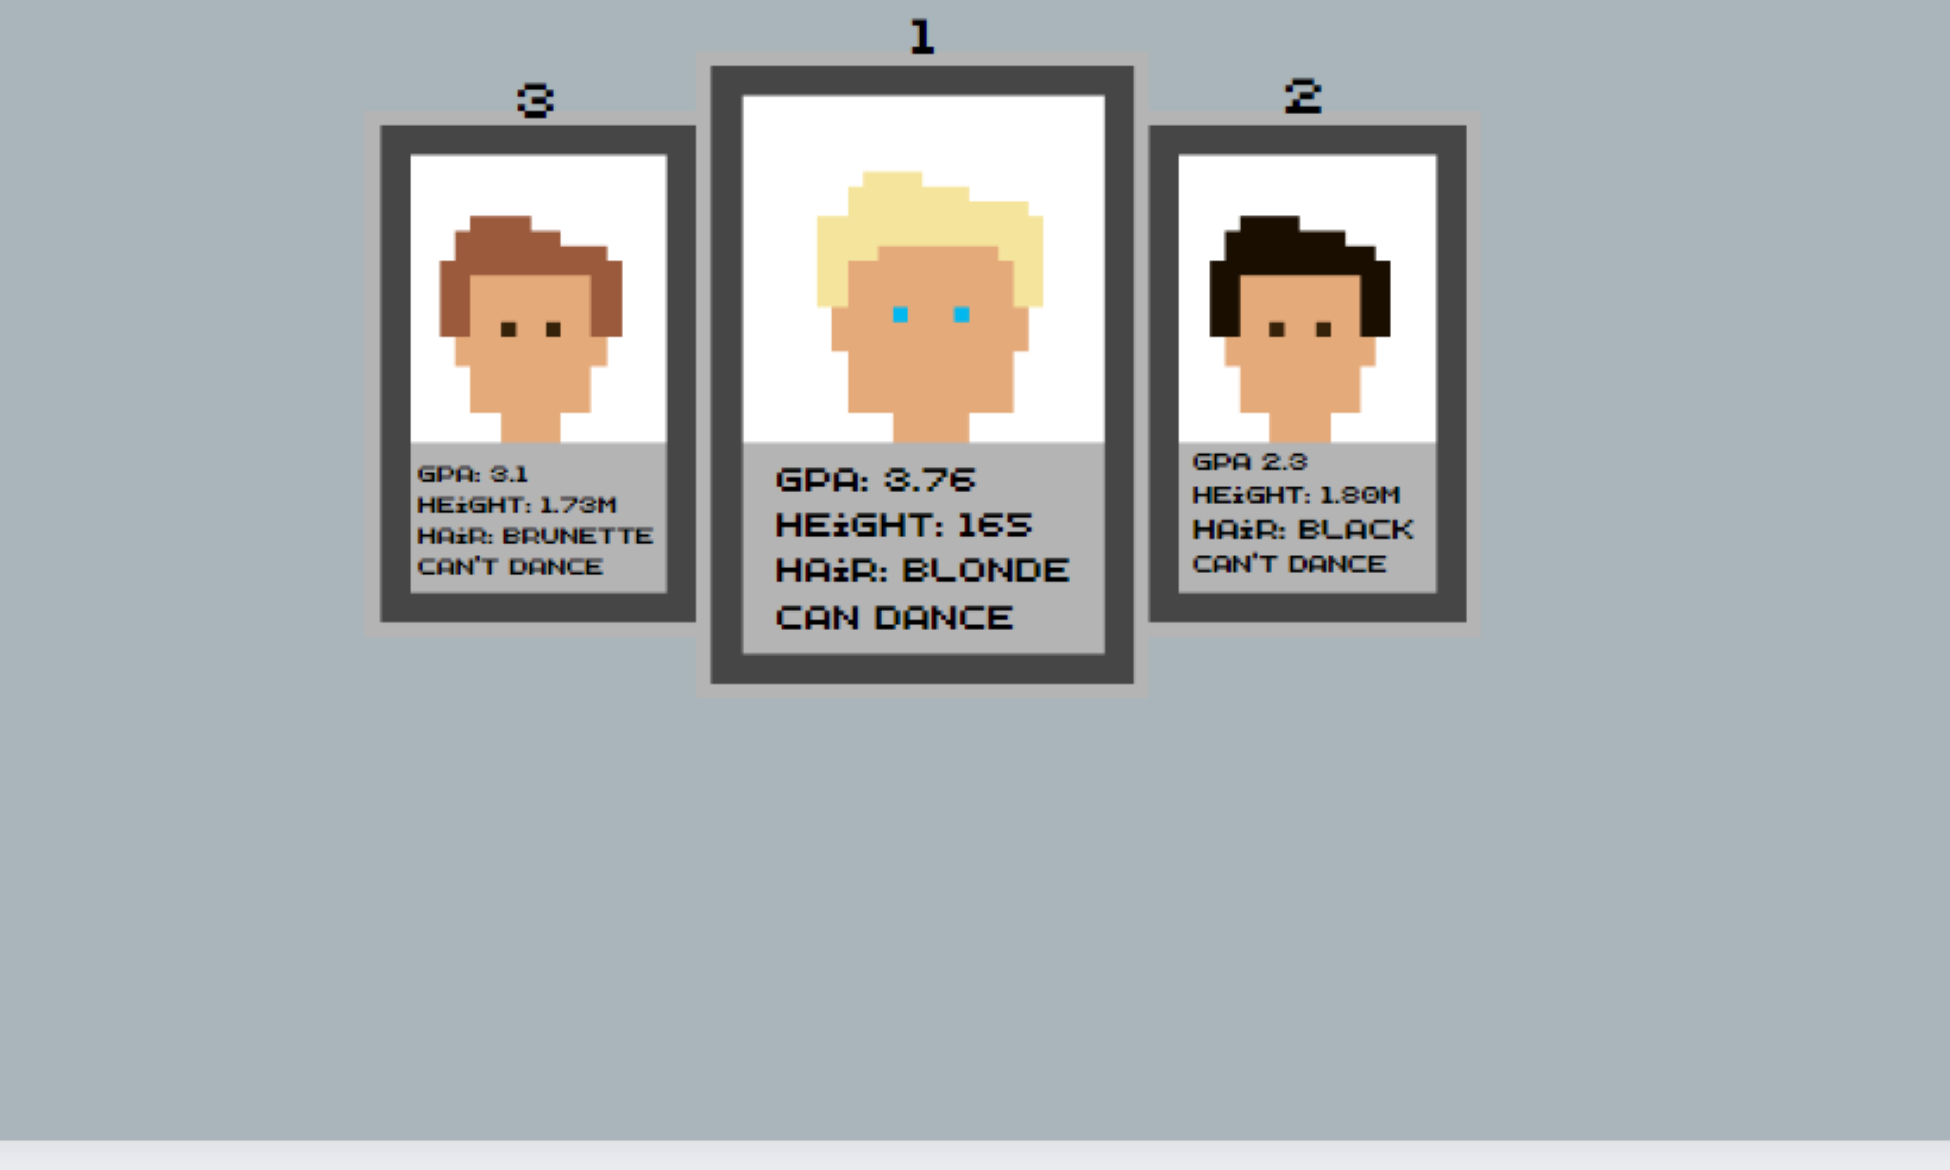 3
1
2
GPA: 3.1
HEiGHT: 1.73M
HAiR: BRUNETTE
CAN'T DANCE
GPA: 3.76
HEiGHT: 165
HAiR: BLONDE
CAN DANCE
GPA 2.3
HEiGHT: 1.80M
HAiR: BLACK
CAN'T DANCE